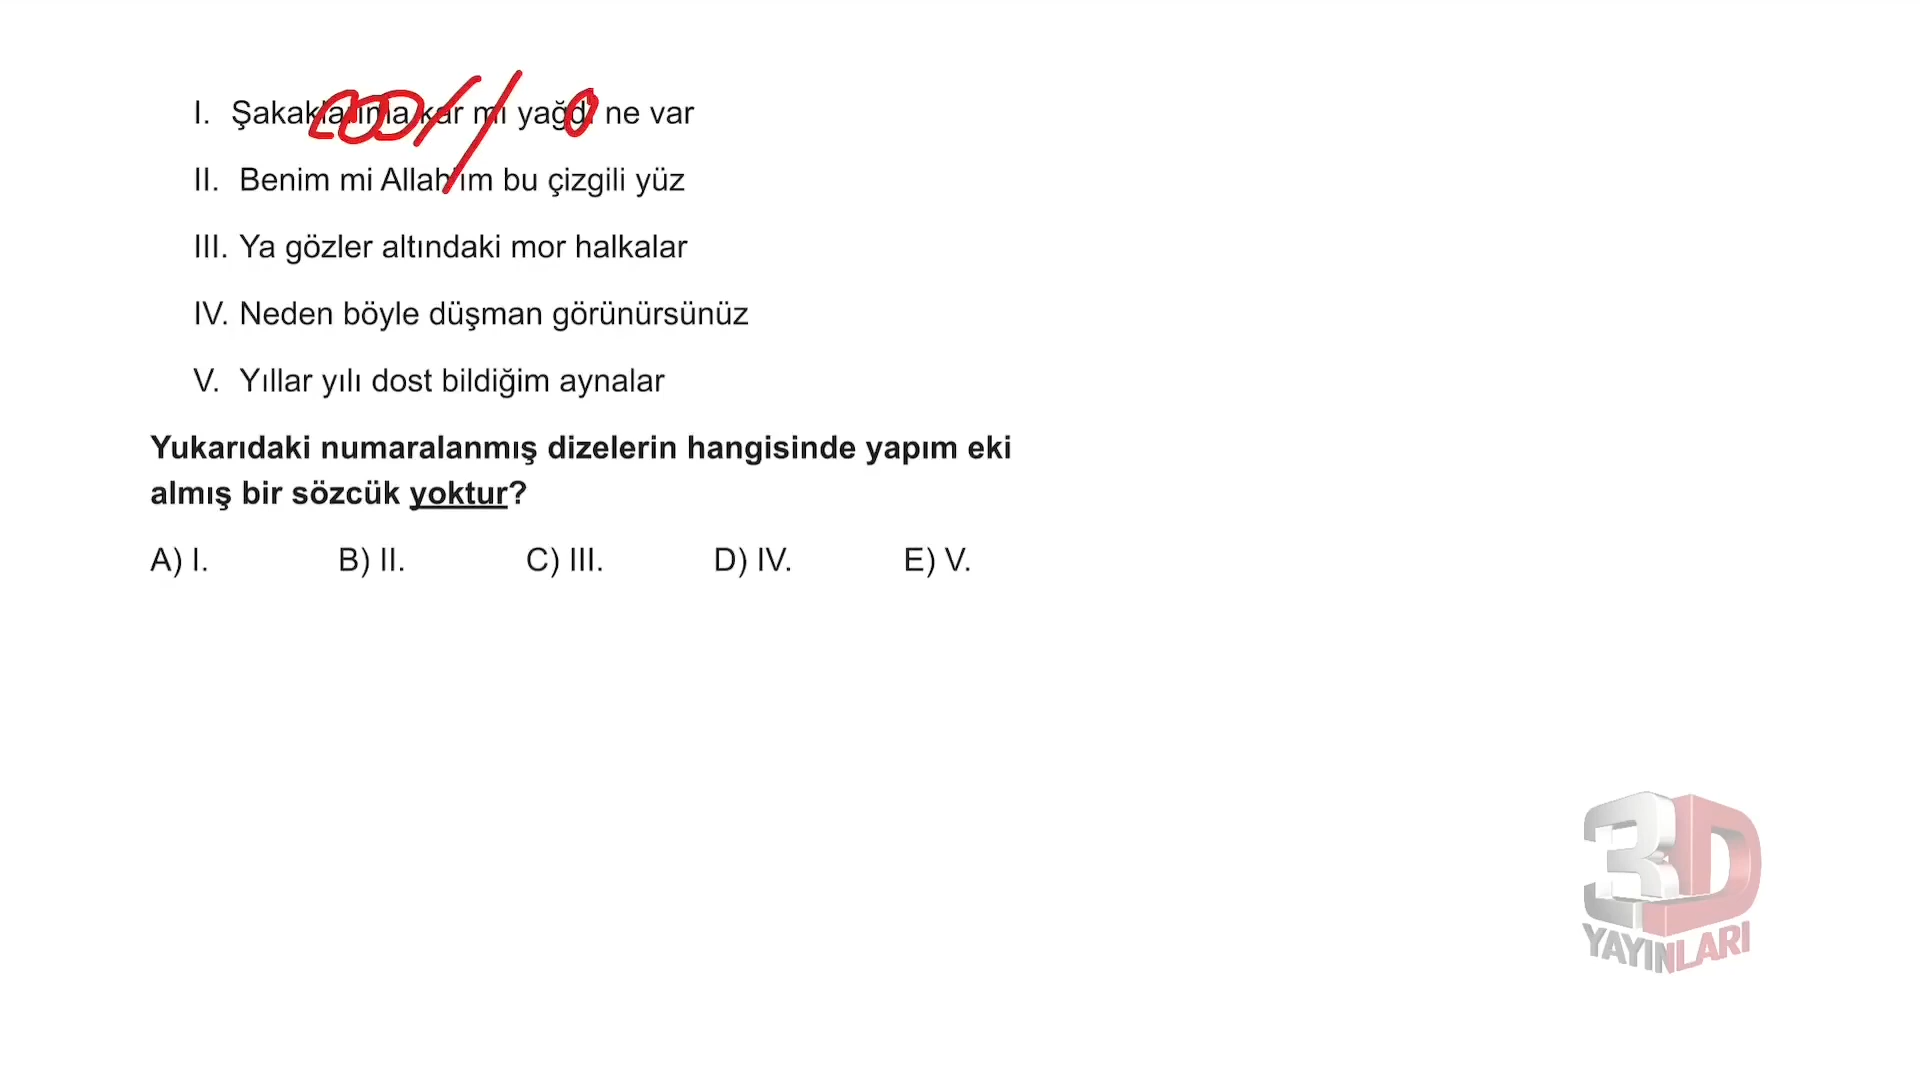 I. Şakaklarıma kar mı yağdı ne var
II. Benim mi Allah'ım bu çizgili yüz
III. Ya gözler altındaki mor halkalar
IV. Neden böyle düşman görünürsünüz
V. Yıllar yılı dost bildiğim aynalar
Yukarıdaki numaralanmış dizelerin hangisinde yapım eki
almış bir sözcük yoktur?
A) I. B) II. C) III. D) IV. E) V.
3D
YAYINLARI